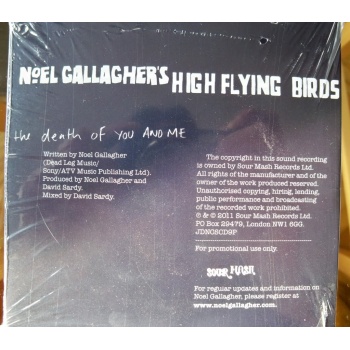 NOEL GALLAGHER'S HIGH FLYING BIRDS
the death of YOU AND ME
Written by Noel Gallagher
(Dead Leg Music/
Sony/ATV Music Publishing Ltd).
Produced by Noel Gallagher and
David Sardy.
Mixed by David Sardy.
The copyright in this sound recording
is owned by Sour Mash Records Ltd.
All rights of the manufacturer and of the
owner of the work produced reserved.
Unauthorised copying, hiring, lending,
public performance and broadcasting
of the recorded work prohibited.
℗ & © 2011 Sour Mash Records Ltd.
PO Box 29479, London NW1 6GG.
JDNCSCD9P
For promotional use only.
SOUR MASH
For regular updates and information on
Noel Gallagher, please register at
www.noelgallagher.com.